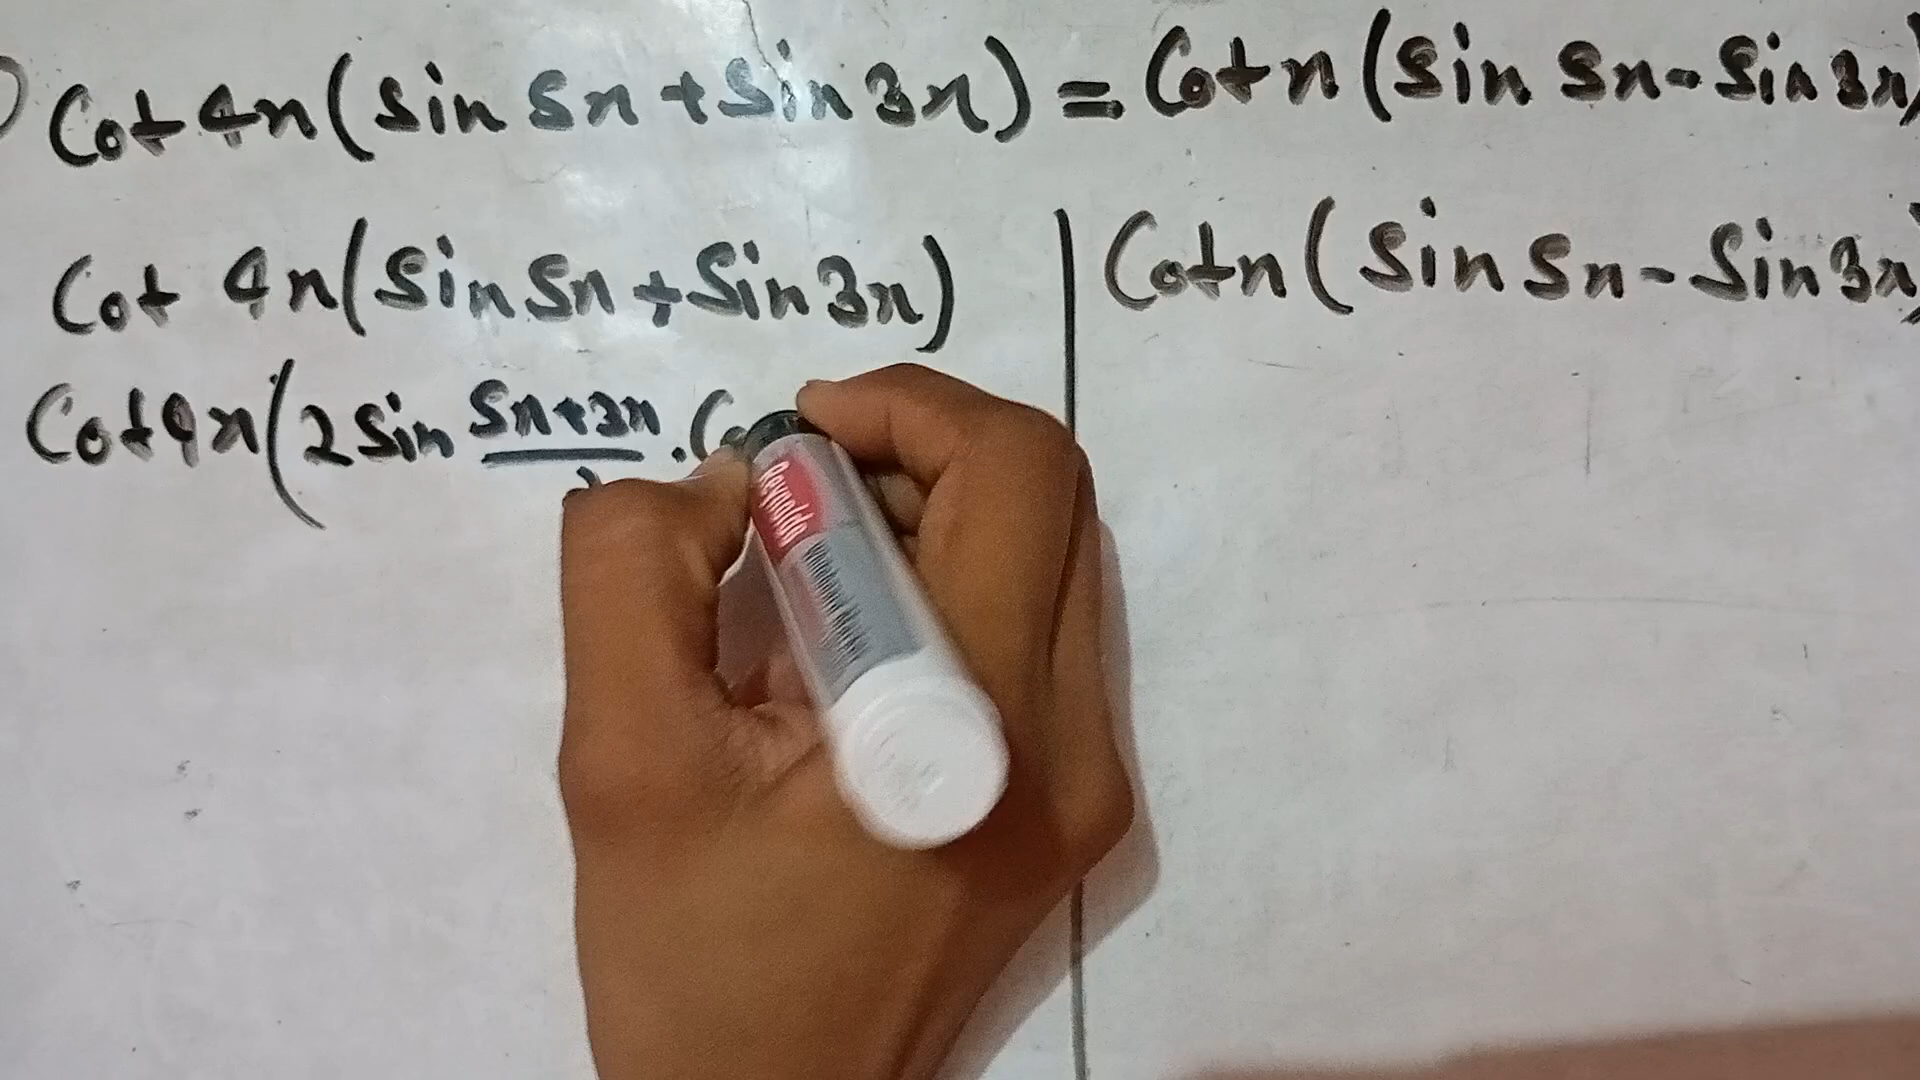 ) Cot 4x (Sin 5x + Sin 3x) = Cot x (Sin 5x - Sin 3x)
Cot 4x (Sin 5x + Sin 3x) | Cot x (Sin 5x - Sin 3x)
Cot 4x (2 Sin 5x+3x .
Reynolds